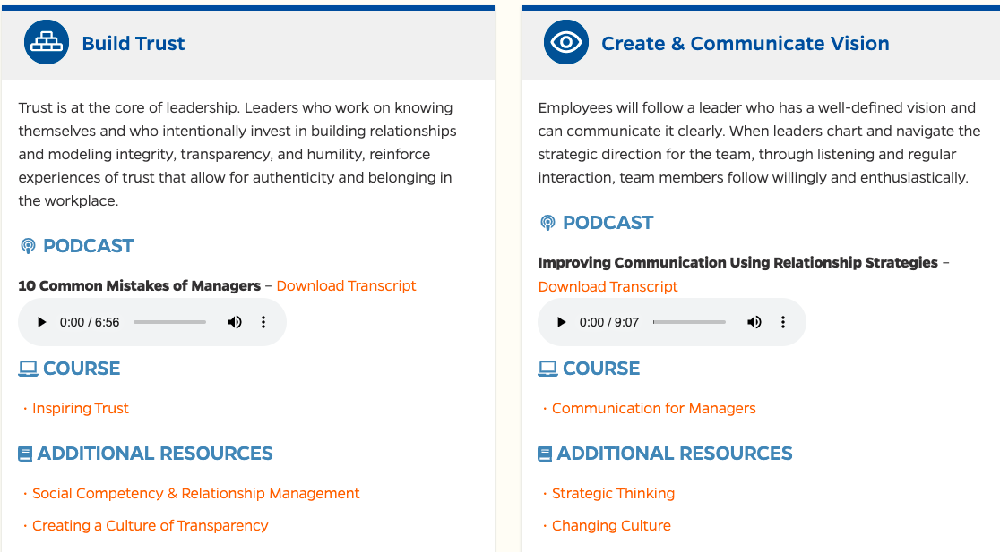 Build Trust
Trust is at the core of leadership. Leaders who work on knowing
themselves and who intentionally invest in building relationships
and modeling integrity, transparency, and humility, reinforce
experiences of trust that allow for authenticity and belonging in
the workplace.
PODCAST
10 Common Mistakes of Managers – Download Transcript
0:00 / 6:56
COURSE
· Inspiring Trust
ADDITIONAL RESOURCES
· Social Competency & Relationship Management
· Creating a Culture of Transparency
Create & Communicate Vision
Employees will follow a leader who has a well-defined vision and
can communicate it clearly. When leaders chart and navigate the
strategic direction for the team, through listening and regular
interaction, team members follow willingly and enthusiastically.
PODCAST
Improving Communication Using Relationship Strategies –
Download Transcript
0:00 / 9:07
COURSE
· Communication for Managers
ADDITIONAL RESOURCES
· Strategic Thinking
· Changing Culture